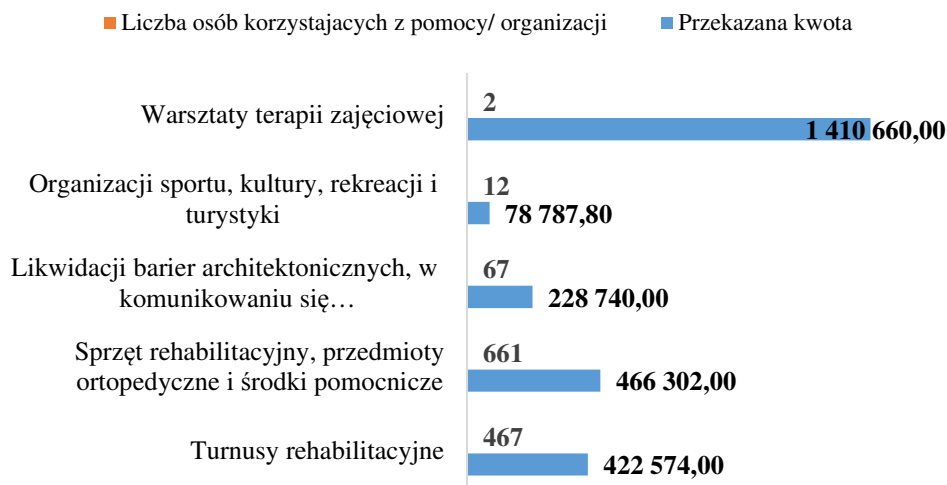 Liczba osób korzystajacych z pomocy/ organizacji Przekazana kwota
Warsztaty terapii zajęciowej
2
1 410 660,00
Organizacji sportu, kultury, rekreacji i
turystyki
12
78 787,80
Likwidacji barier architektonicznych, w
komunikowaniu się…
67
228 740,00
Sprzęt rehabilitacyjny, przedmioty
ortopedyczne i środki pomocnicze
661
466 302,00
Turnusy rehabilitacyjne
467
422 574,00